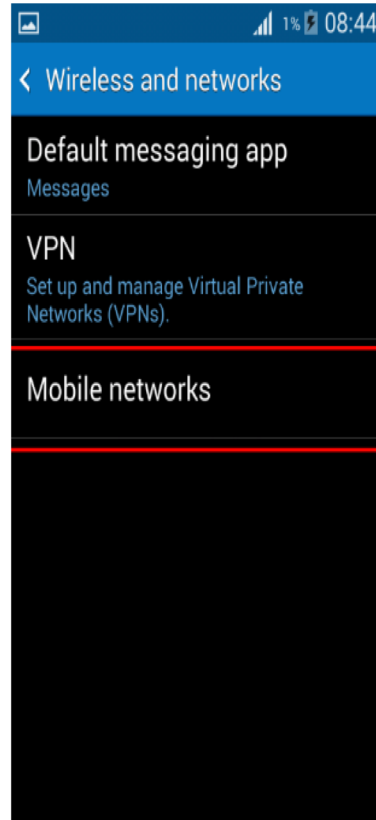 1% 08:44
Wireless and networks
Default messaging app
Messages
VPN
Set up and manage Virtual Private
Networks (VPNs).
Mobile networks